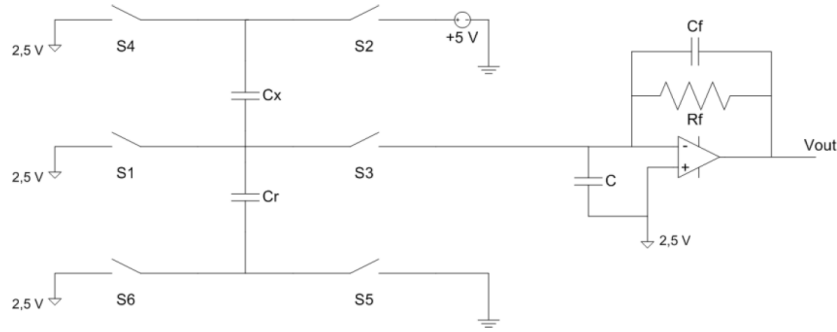 2,5 V
S4
S2
+5 V
Cx
Cf
Rf
2,5 V
S1
S3
Cr
C
-
+
Vout
2,5 V
2,5 V
S6
S5